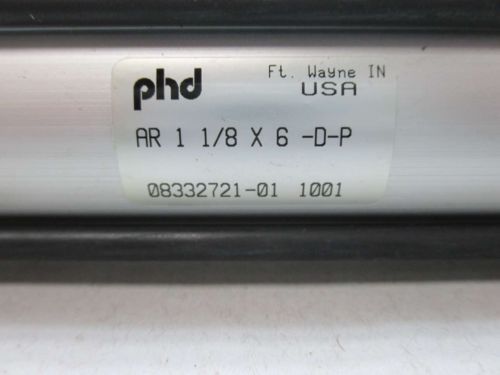 phd Ft. Wayne IN
USA
AR 1 1/8 X 6 -D-P
08332721-01 1001